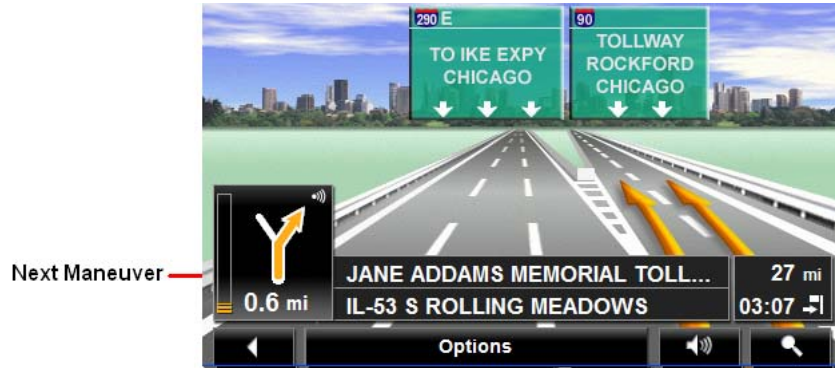 290 E
TO IKE EXPY
CHICAGO
90
TOLLWAY
ROCKFORD
CHICAGO
Next Maneuver
0.6 mi
JANE ADDAMS MEMORIAL TOLL...
IL-53 S ROLLING MEADOWS
27 mi
03:07
Options